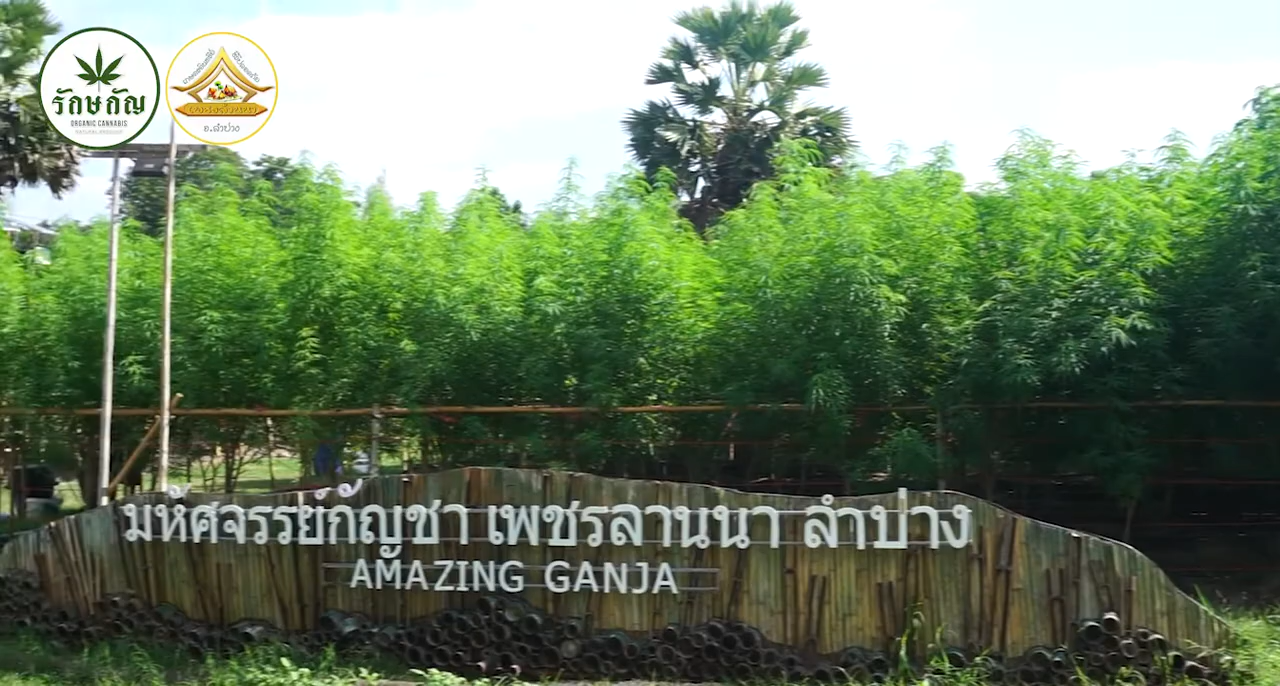 รักษกัญ
ORGANIC CANNABIS
อ.ลำปาง
มหัศจรรย์กัญชา เพชรลานนา ลำปาง
AMAZING GANJA